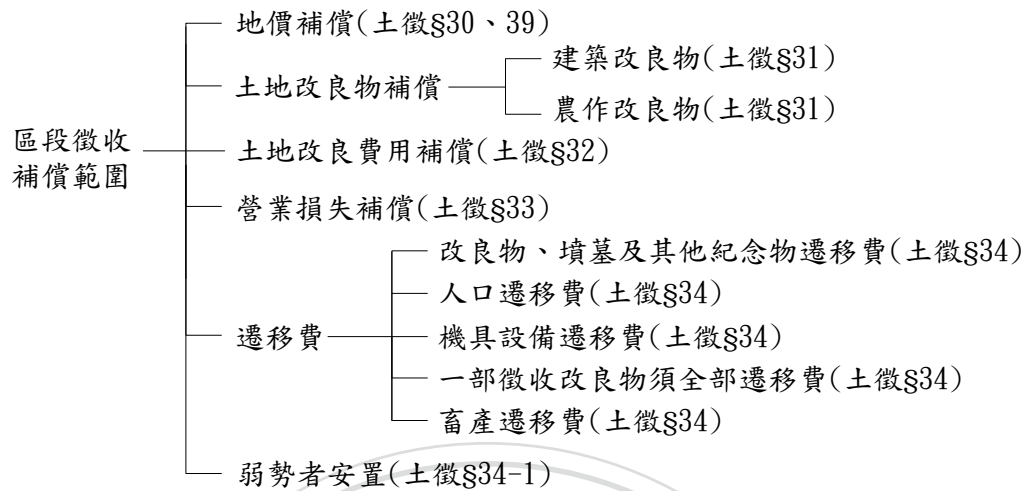 區段徵收
補償範圍
地價補償(土徵§30、39)
土地改良物補償
建築改良物(土徵§31)
農作改良物(土徵§31)
土地改良費用補償(土徵§32)
營業損失補償(土徵§33)
遷移費
改良物、墳墓及其他紀念物遷移費(土徵§34)
人口遷移費(土徵§34)
機具設備遷移費(土徵§34)
一部徵收改良物須全部遷移費(土徵§34)
畜產遷移費(土徵§34)
弱勢者安置(土徵§34-1)